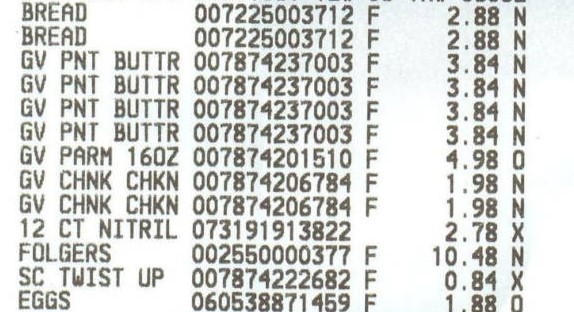 BREAD 007225003712 F 2.88 N
BREAD 007225003712 F 2.88 N
GV PNT BUTTR 007874237003 F 3.84 N
GV PNT BUTTR 007874237003 F 3.84 N
GV PNT BUTTR 007874237003 F 3.84 N
GV PNT BUTTR 007874237003 F 3.84 N
GV PARM 16OZ 007874201510 F 4.98 O
GV CHNK CHKN 007874206784 F 1.98 N
GV CHNK CHKN 007874206784 F 1.98 N
12 CT NITRIL 073191913822 2.78 X
FOLGERS 002550000377 F 10.48 N
SC TWIST UP 007874222682 F 0.84 X
EGGS 060538871459 F 1.88 O